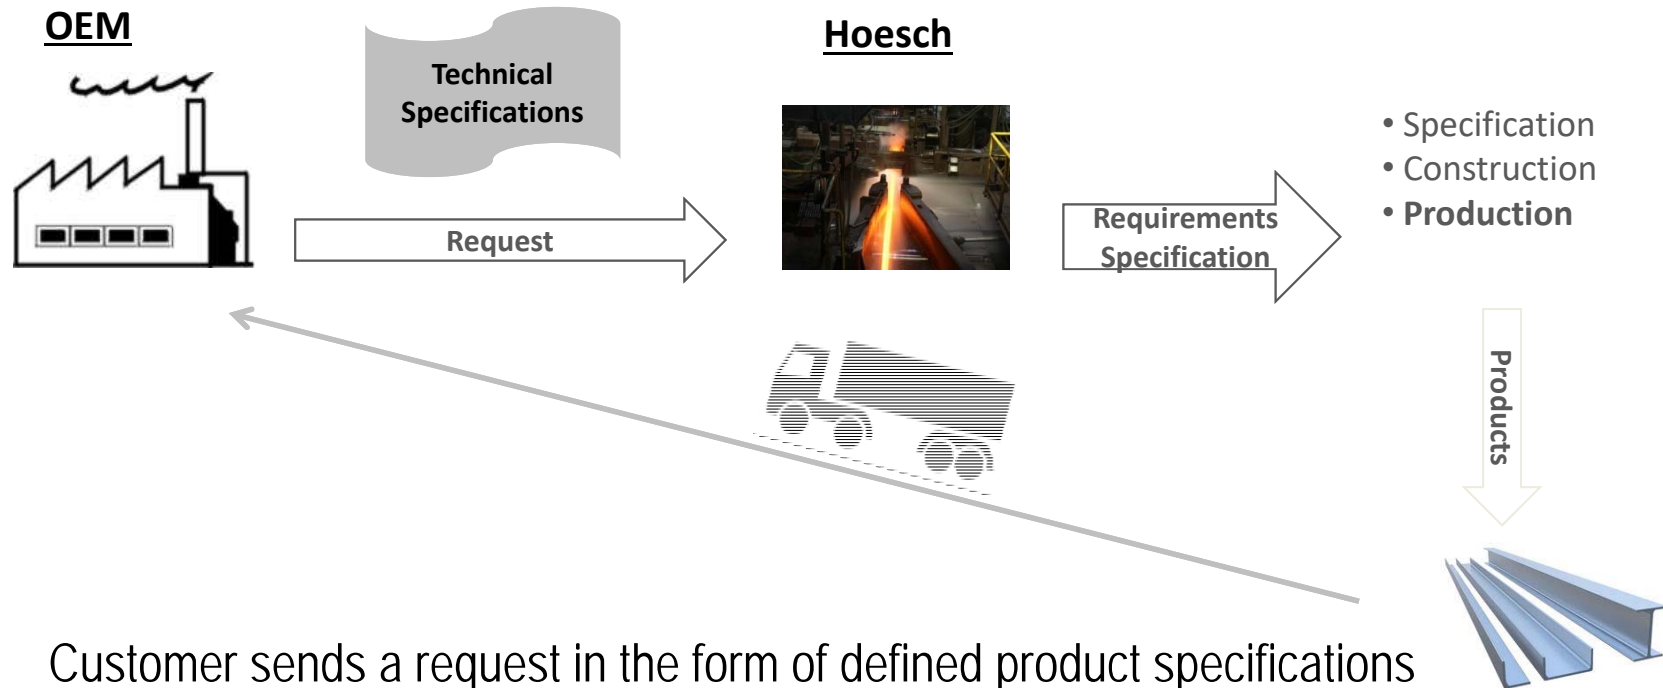 OEM
Technical
Specifications
Hoesch
Request
Requirements
Specification
• Specification
• Construction
• Production
Products
Customer sends a request in the form of defined product specifications